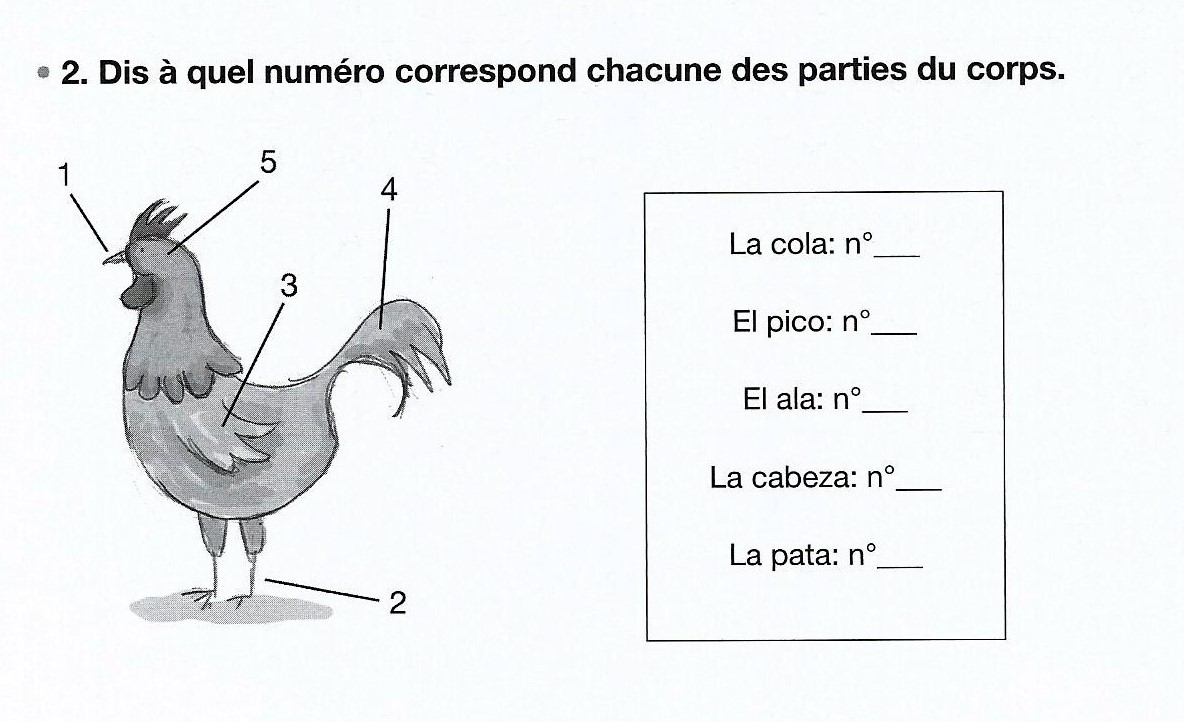 • 2. Dis à quel numéro correspond chacune des parties du corps.
1
5
4
3
2
La cola: n°___
El pico: n°___
El ala: n°___
La cabeza: n°___
La pata: n°___